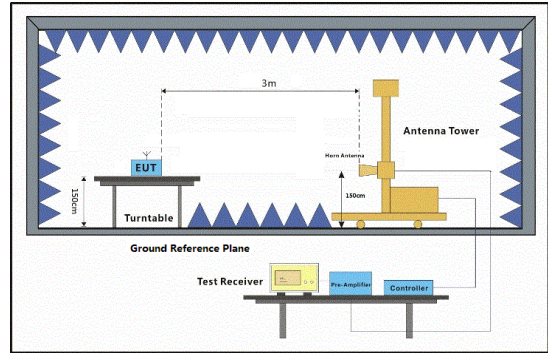 3m
Antenna Tower
Horn Antenna
EUT
150cm
150cm
Turntable
Ground Reference Plane
Test Receiver
Pre-Amplifier
Controller